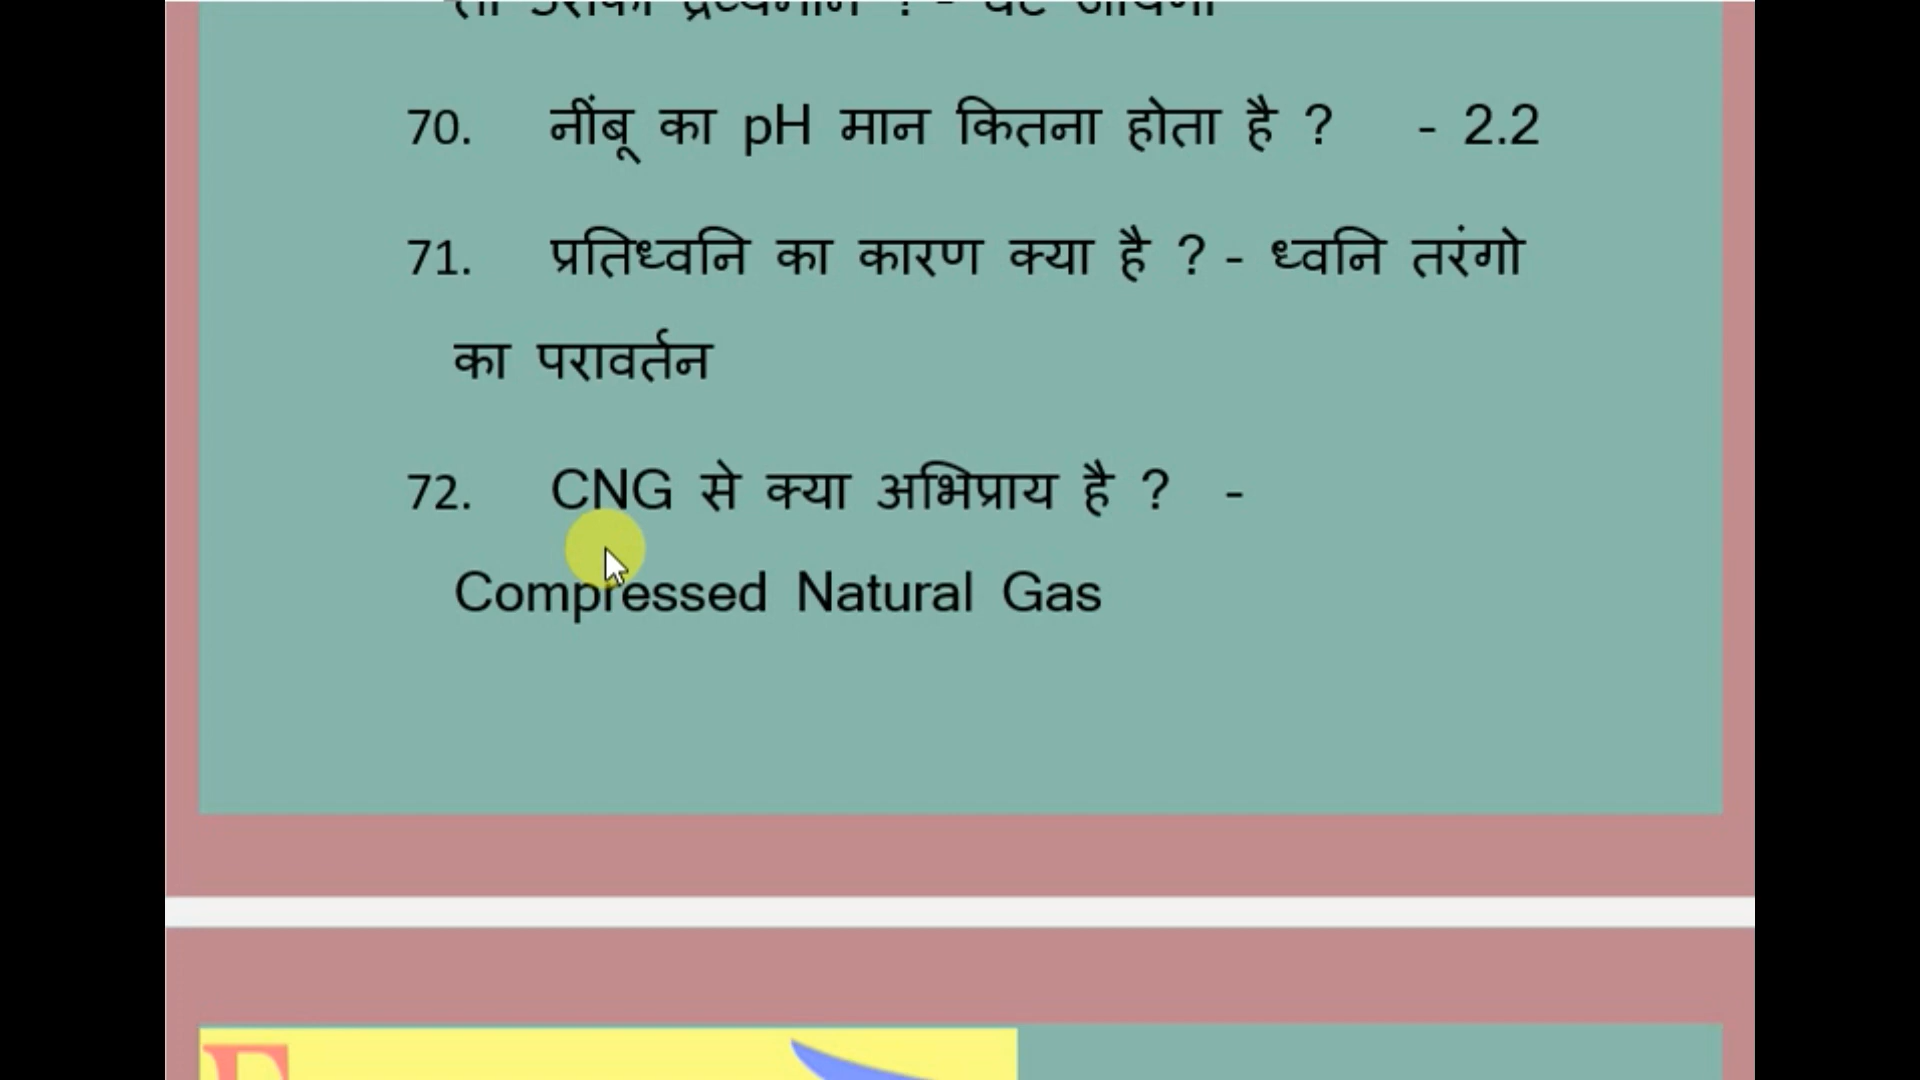 70. नींबू का pH मान कितना होता है ? - 2.2
71. प्रतिध्वनि का कारण क्या है ? - ध्वनि तरंगो
का परावर्तन
72. CNG से क्या अभिप्राय है ? -
Compressed Natural Gas